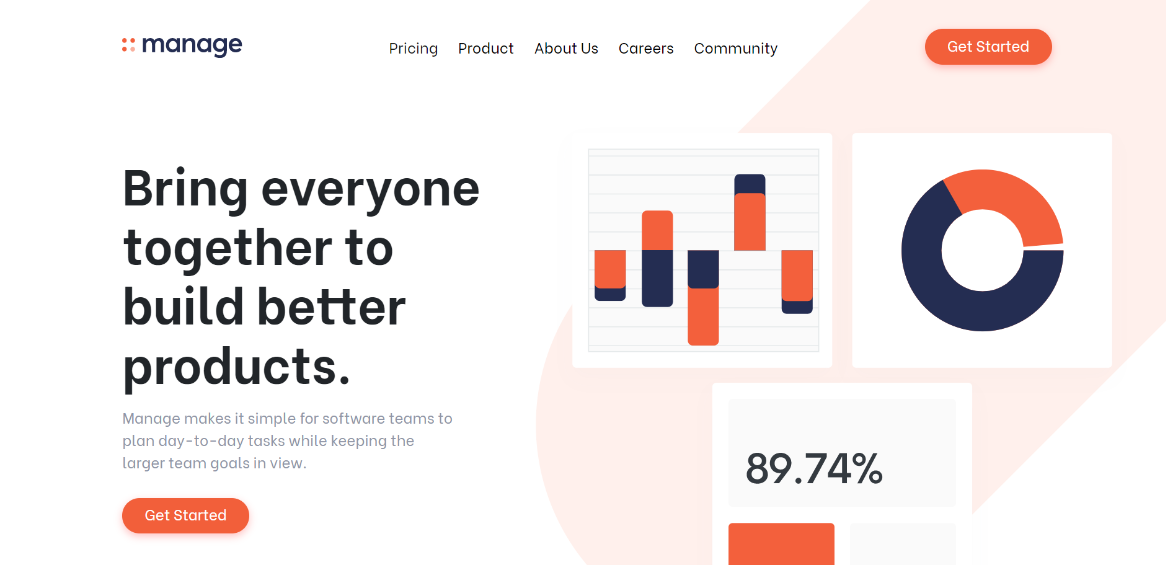 manage
Pricing Product About Us Careers Community
Get Started
Bring everyone
together to
build better
products.
Manage makes it simple for software teams to
plan day-to-day tasks while keeping the
larger team goals in view.
Get Started
89.74%